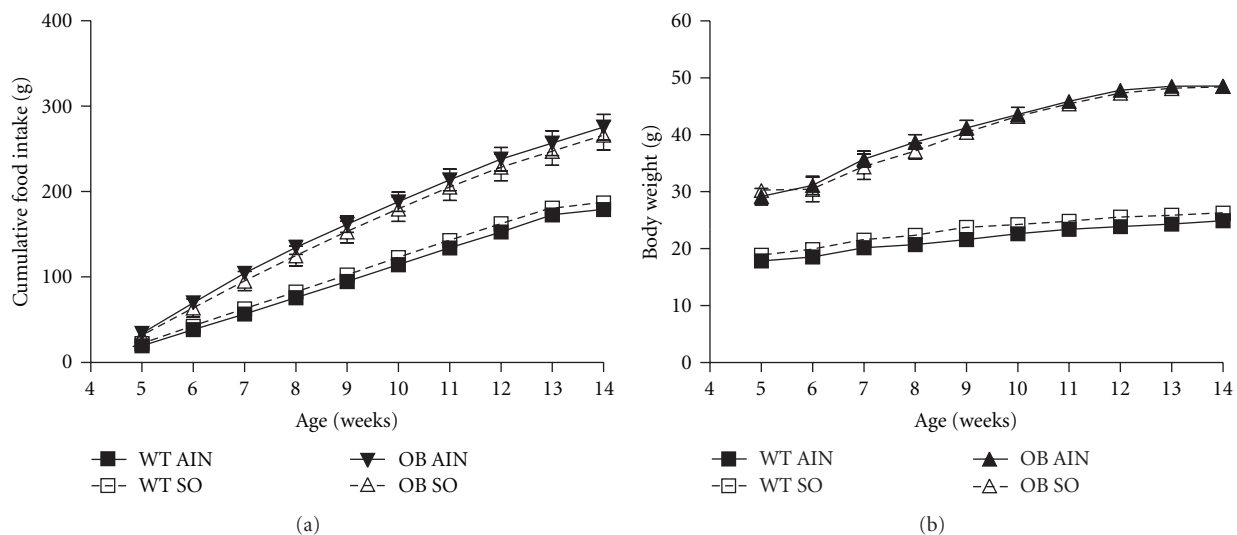 400
300
200
100
0
Cumulative food intake (g)
4 5 6 7 8 9 10 11 12 13 14
Age (weeks)
WT AIN
WT SO
OB AIN
OB SO
(a)
60
50
40
30
20
10
0
Body weight (g)
4 5 6 7 8 9 10 11 12 13 14
Age (weeks)
WT AIN
WT SO
OB AIN
OB SO
(b)